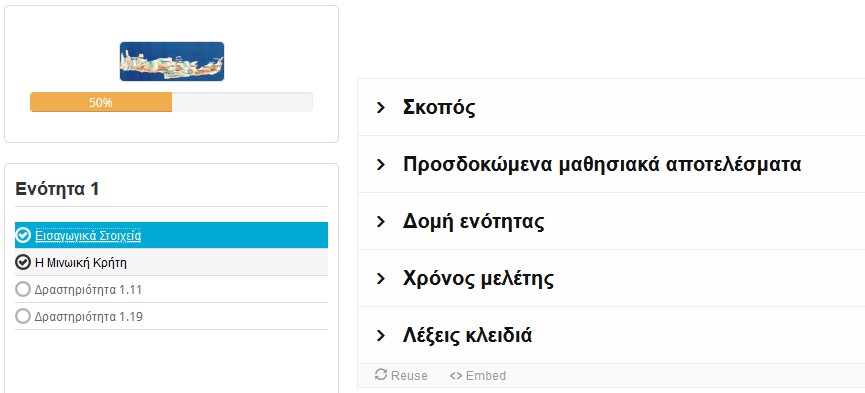 50%
Ενότητα 1
Εισαγωγικά Στοιχεία
Η Μινωική Κρήτη
Δραστηριότητα 1.11
Δραστηριότητα 1.19
Σκοπός
Προσδοκώμενα μαθησιακά αποτελέσματα
Δομή ενότητας
Χρόνος μελέτης
Λέξεις κλειδιά
Reuse <> Embed